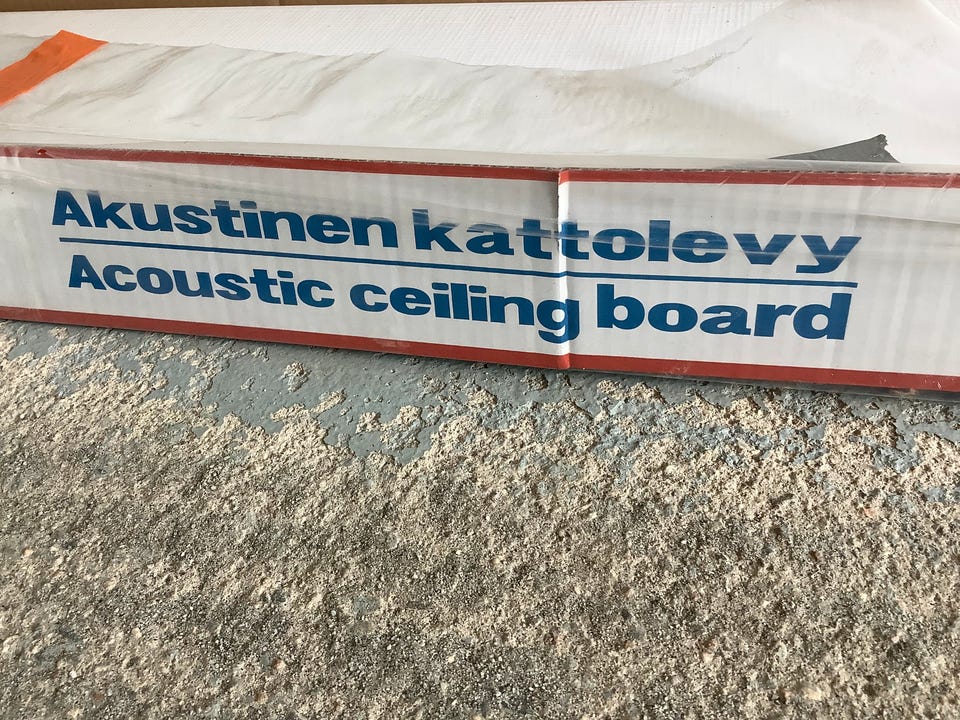 Akustinen kattolevy
Acoustic ceiling board